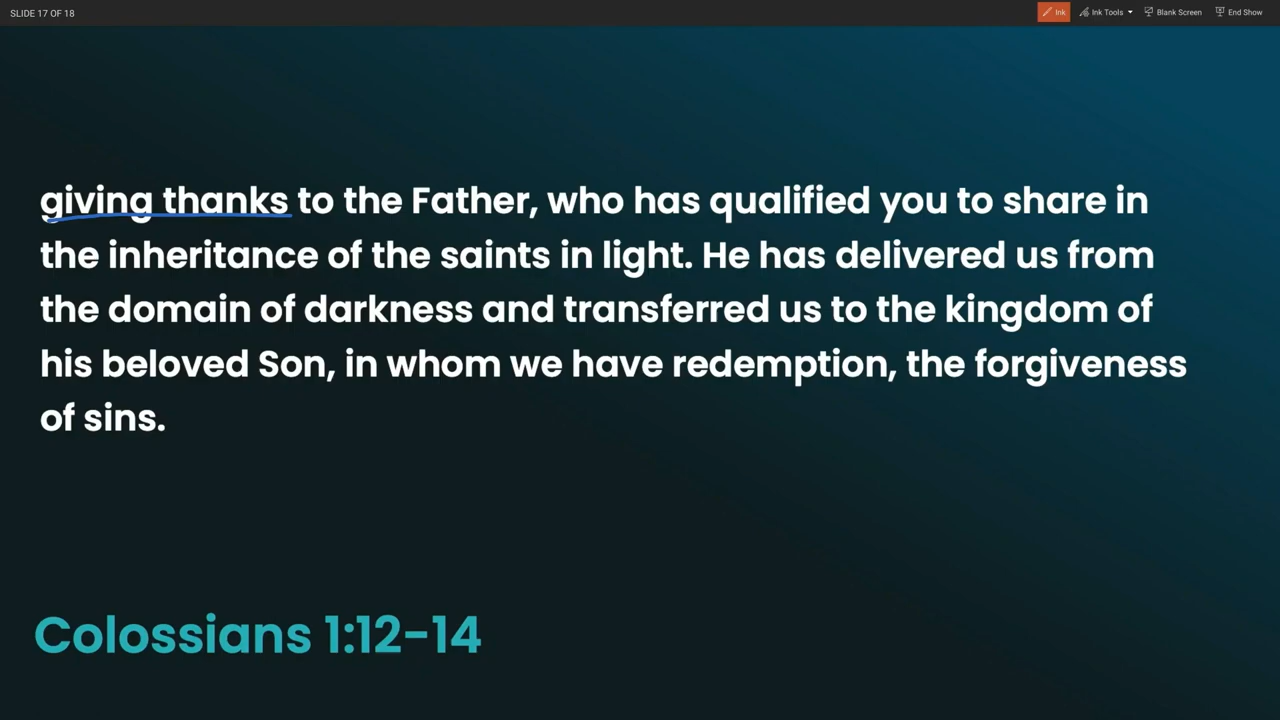 SLIDE 17 OF 18
Ink
Ink Tools
Blank Screen
End Show
giving thanks to the Father, who has qualified you to share in
the inheritance of the saints in light. He has delivered us from
the domain of darkness and transferred us to the kingdom of
his beloved Son, in whom we have redemption, the forgiveness
of sins.
Colossians 1:12-14